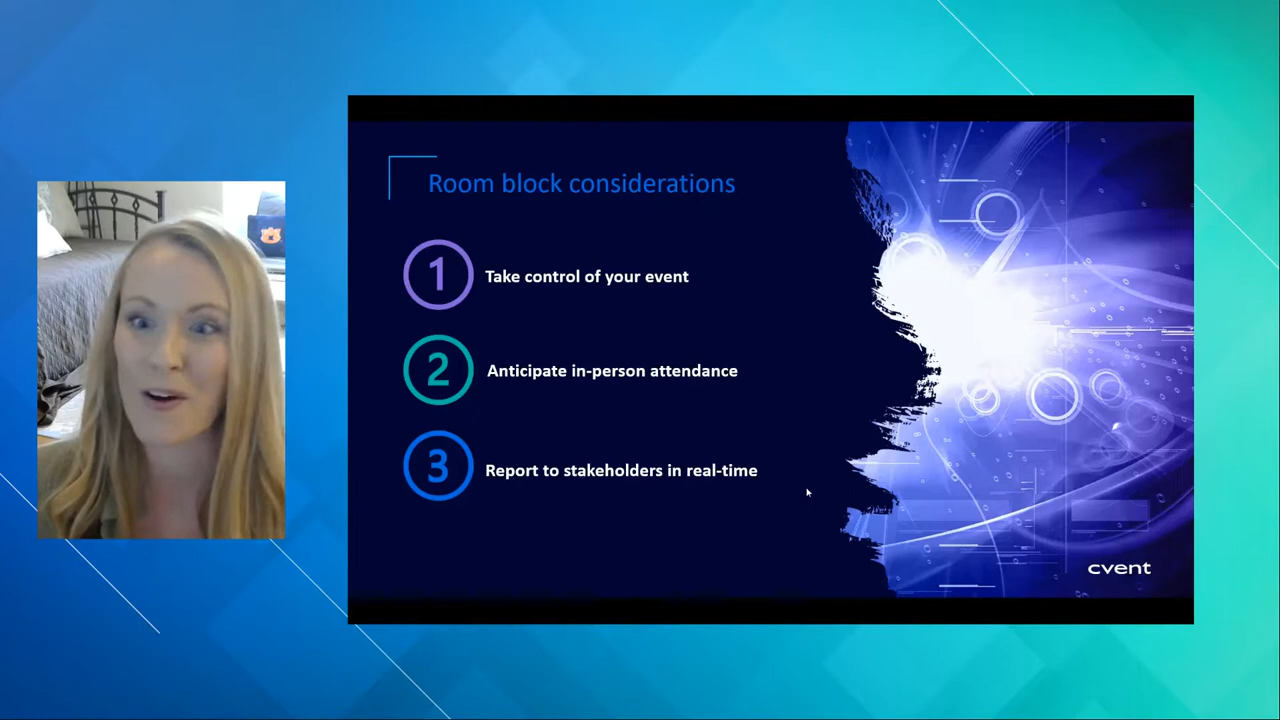 Room block considerations
1 Take control of your event
2 Anticipate in-person attendance
3 Report to stakeholders in real-time
cvent